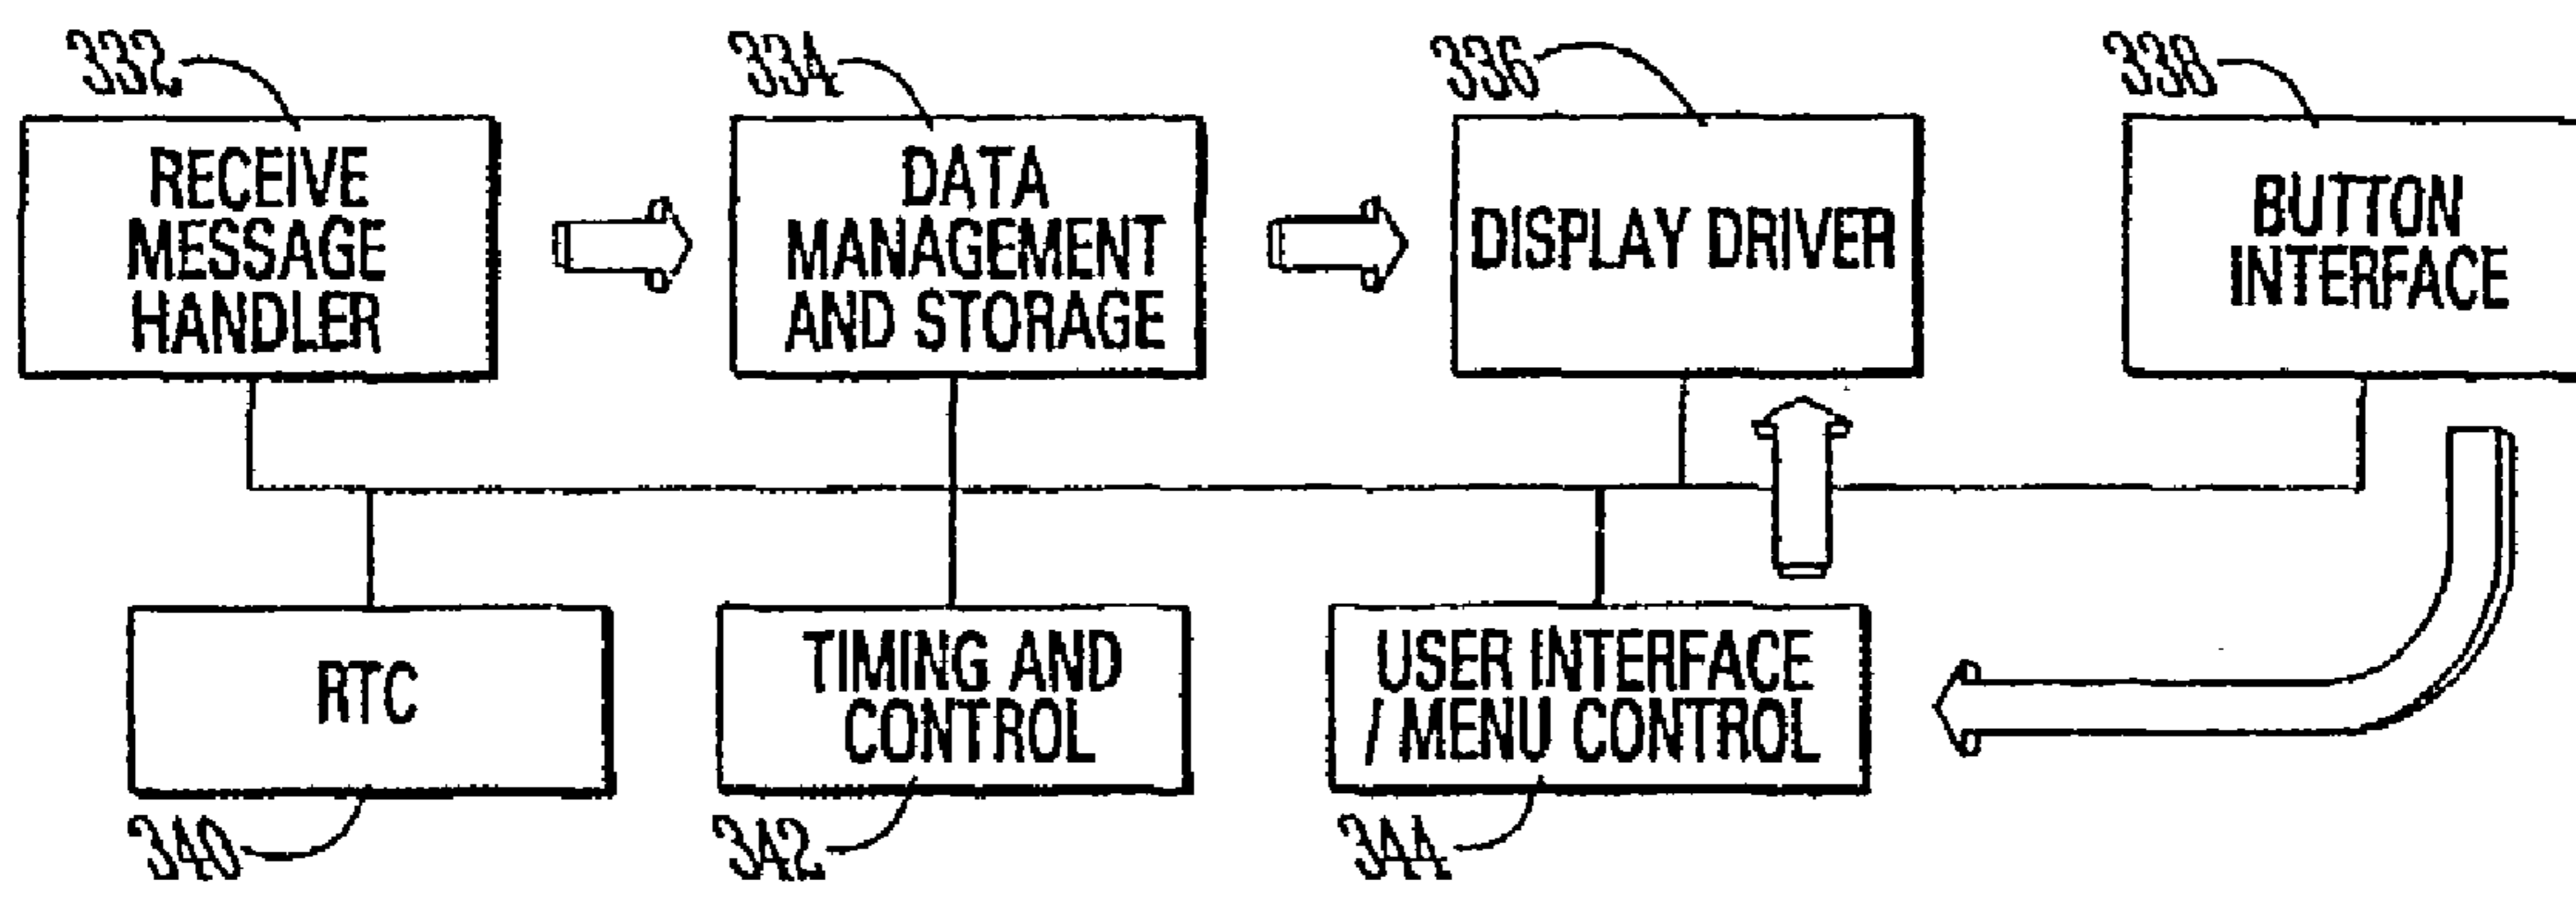 332
334
336
338
RECEIVE
MESSAGE
HANDLER
DATA
MANAGEMENT
AND STORAGE
DISPLAY DRIVER
BUTTON
INTERFACE
RTC
TIMING AND
CONTROL
USER INTERFACE
/ MENU CONTROL
340
342
344